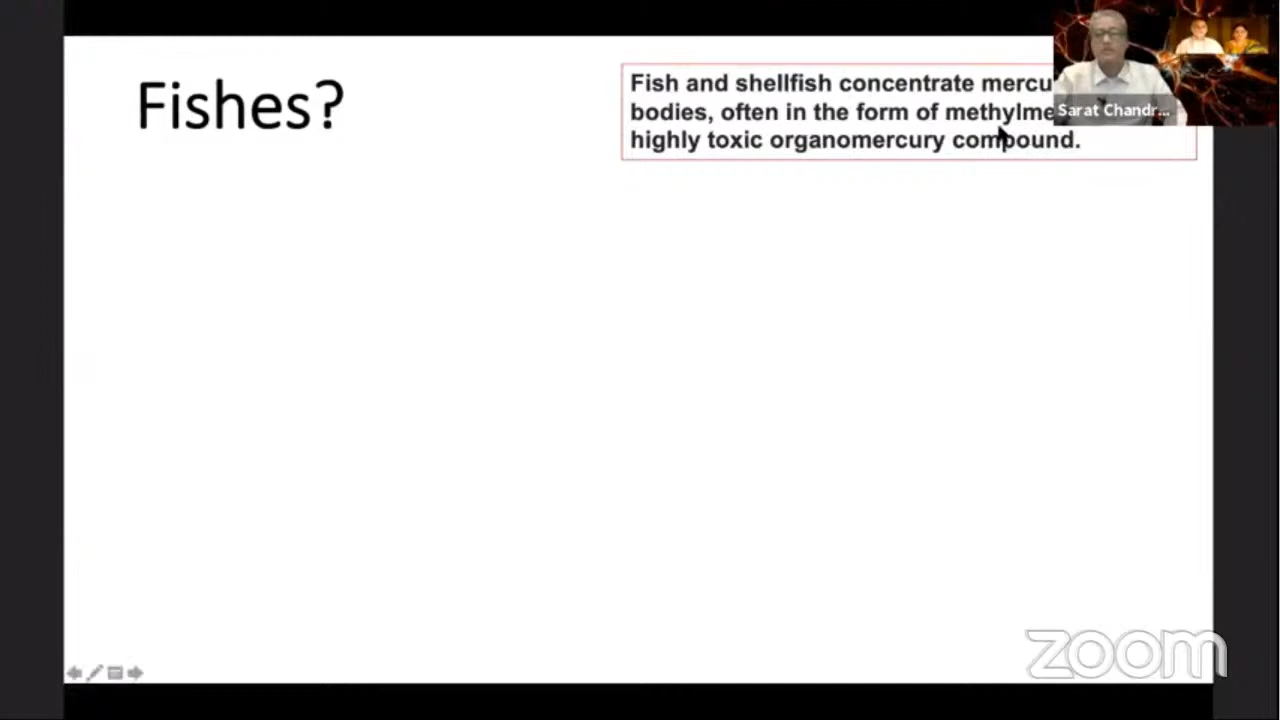 Fishes?
Fish and shellfish concentrate mercu
bodies, often in the form of methylme
highly toxic organomercury compound.
Sarat Chandr...
zoom